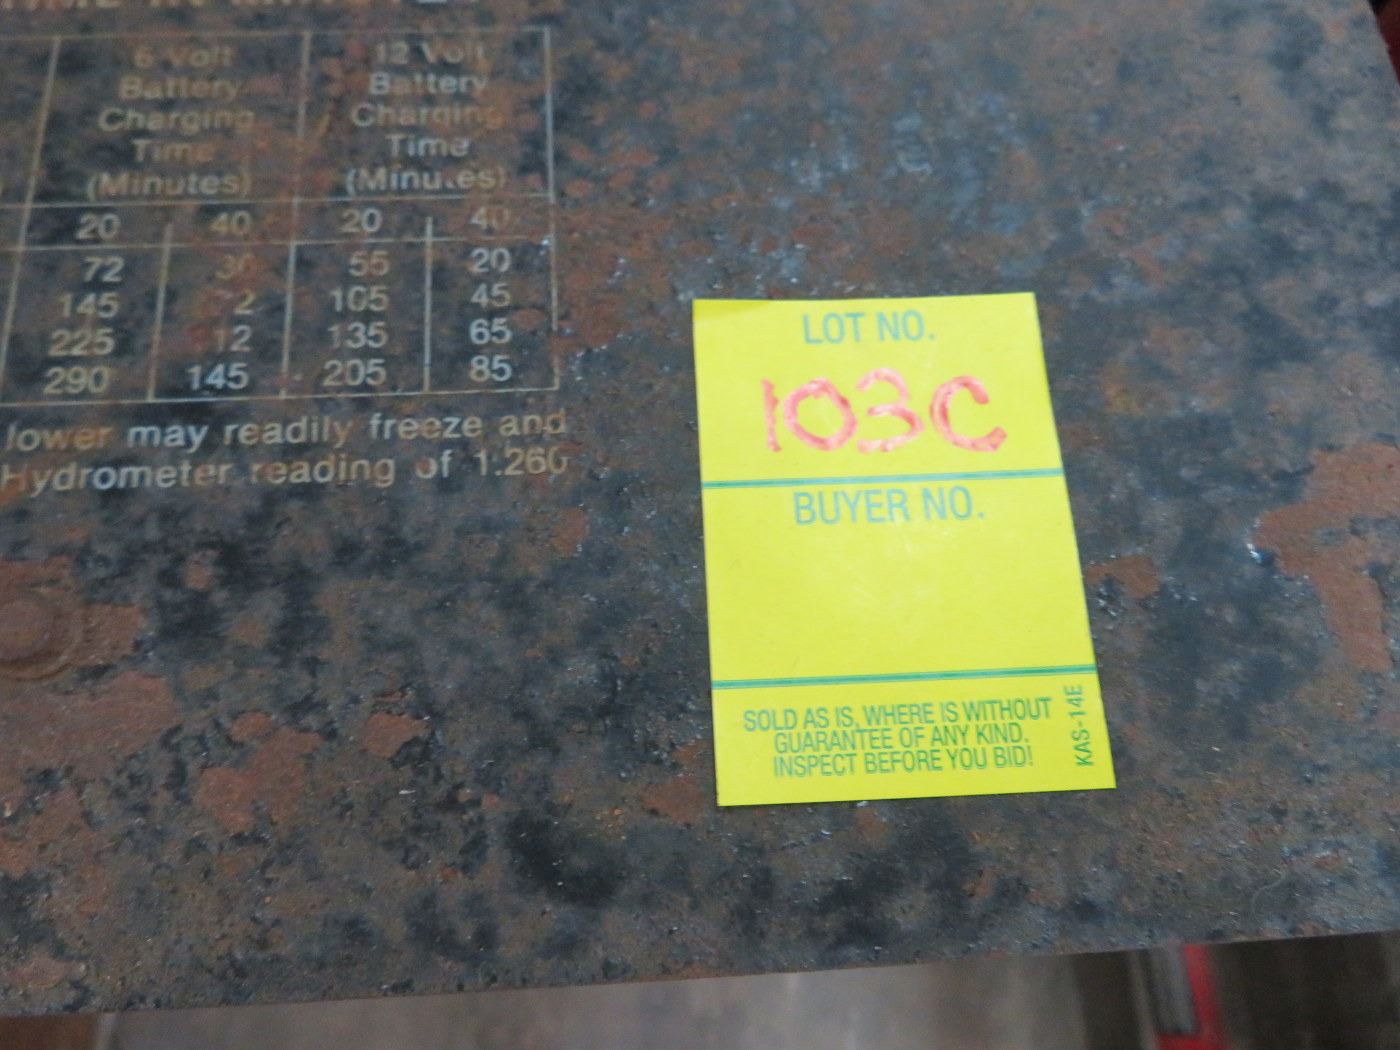 6 Volt
Battery
Charging
Time
(Minutes)
12 Volt
Battery
Charging
Time
(Minutes)
20 40 20 40
72 55 20
145 105 45
225 135 65
290 145 205 85
lower may readily freeze and
Hydrometer reading of 1.260
LOT NO.
103C
BUYER NO.
SOLD AS IS, WHERE IS WITHOUT
GUARANTEE OF ANY KIND.
INSPECT BEFORE YOU BID!
KAS-14E